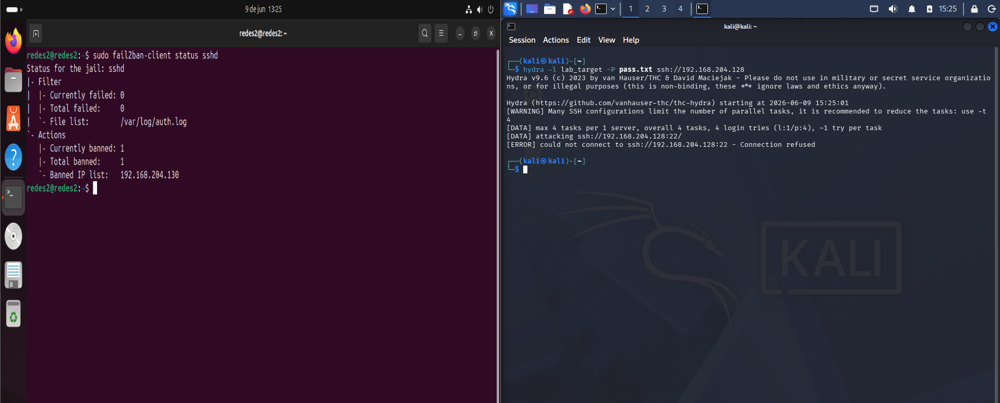 9 de jun 13:25
redes2@redes2: ~
redes2@redes2:~$ sudo fail2ban-client status sshd
Status for the jail: sshd
|- Filter
|  |- Currently failed: 0
|  |- Total failed:     0
|  `- File list:        /var/log/auth.log
`- Actions
   |- Currently banned: 1
   |- Total banned:     1
   `- Banned IP list:   192.168.204.130
redes2@redes2:~$
1 2 3 4
15:25
kali@kali: ~
Session Actions Edit View Help
┌──(kali㉿kali)-[~]
└─$ hydra -l lab_target -P pass.txt ssh://192.168.204.128
Hydra v9.6 (c) 2023 by van Hauser/THC & David Maciejak - Please do not use in military or secret service organizatio
ns, or for illegal purposes (this is non-binding, these *** ignore laws and ethics anyway).
Hydra (https://github.com/vanhauser-thc/thc-hydra) starting at 2026-06-09 15:25:01
[WARNING] Many SSH configurations limit the number of parallel tasks, it is recommended to reduce the tasks: use -t
4
[DATA] max 4 tasks per 1 server, overall 4 tasks, 4 login tries (l:1/p:4), ~1 try per task
[DATA] attacking ssh://192.168.204.128:22/
[ERROR] could not connect to ssh://192.168.204.128:22 - Connection refused
┌──(kali㉿kali)-[~]
└─$
KALI